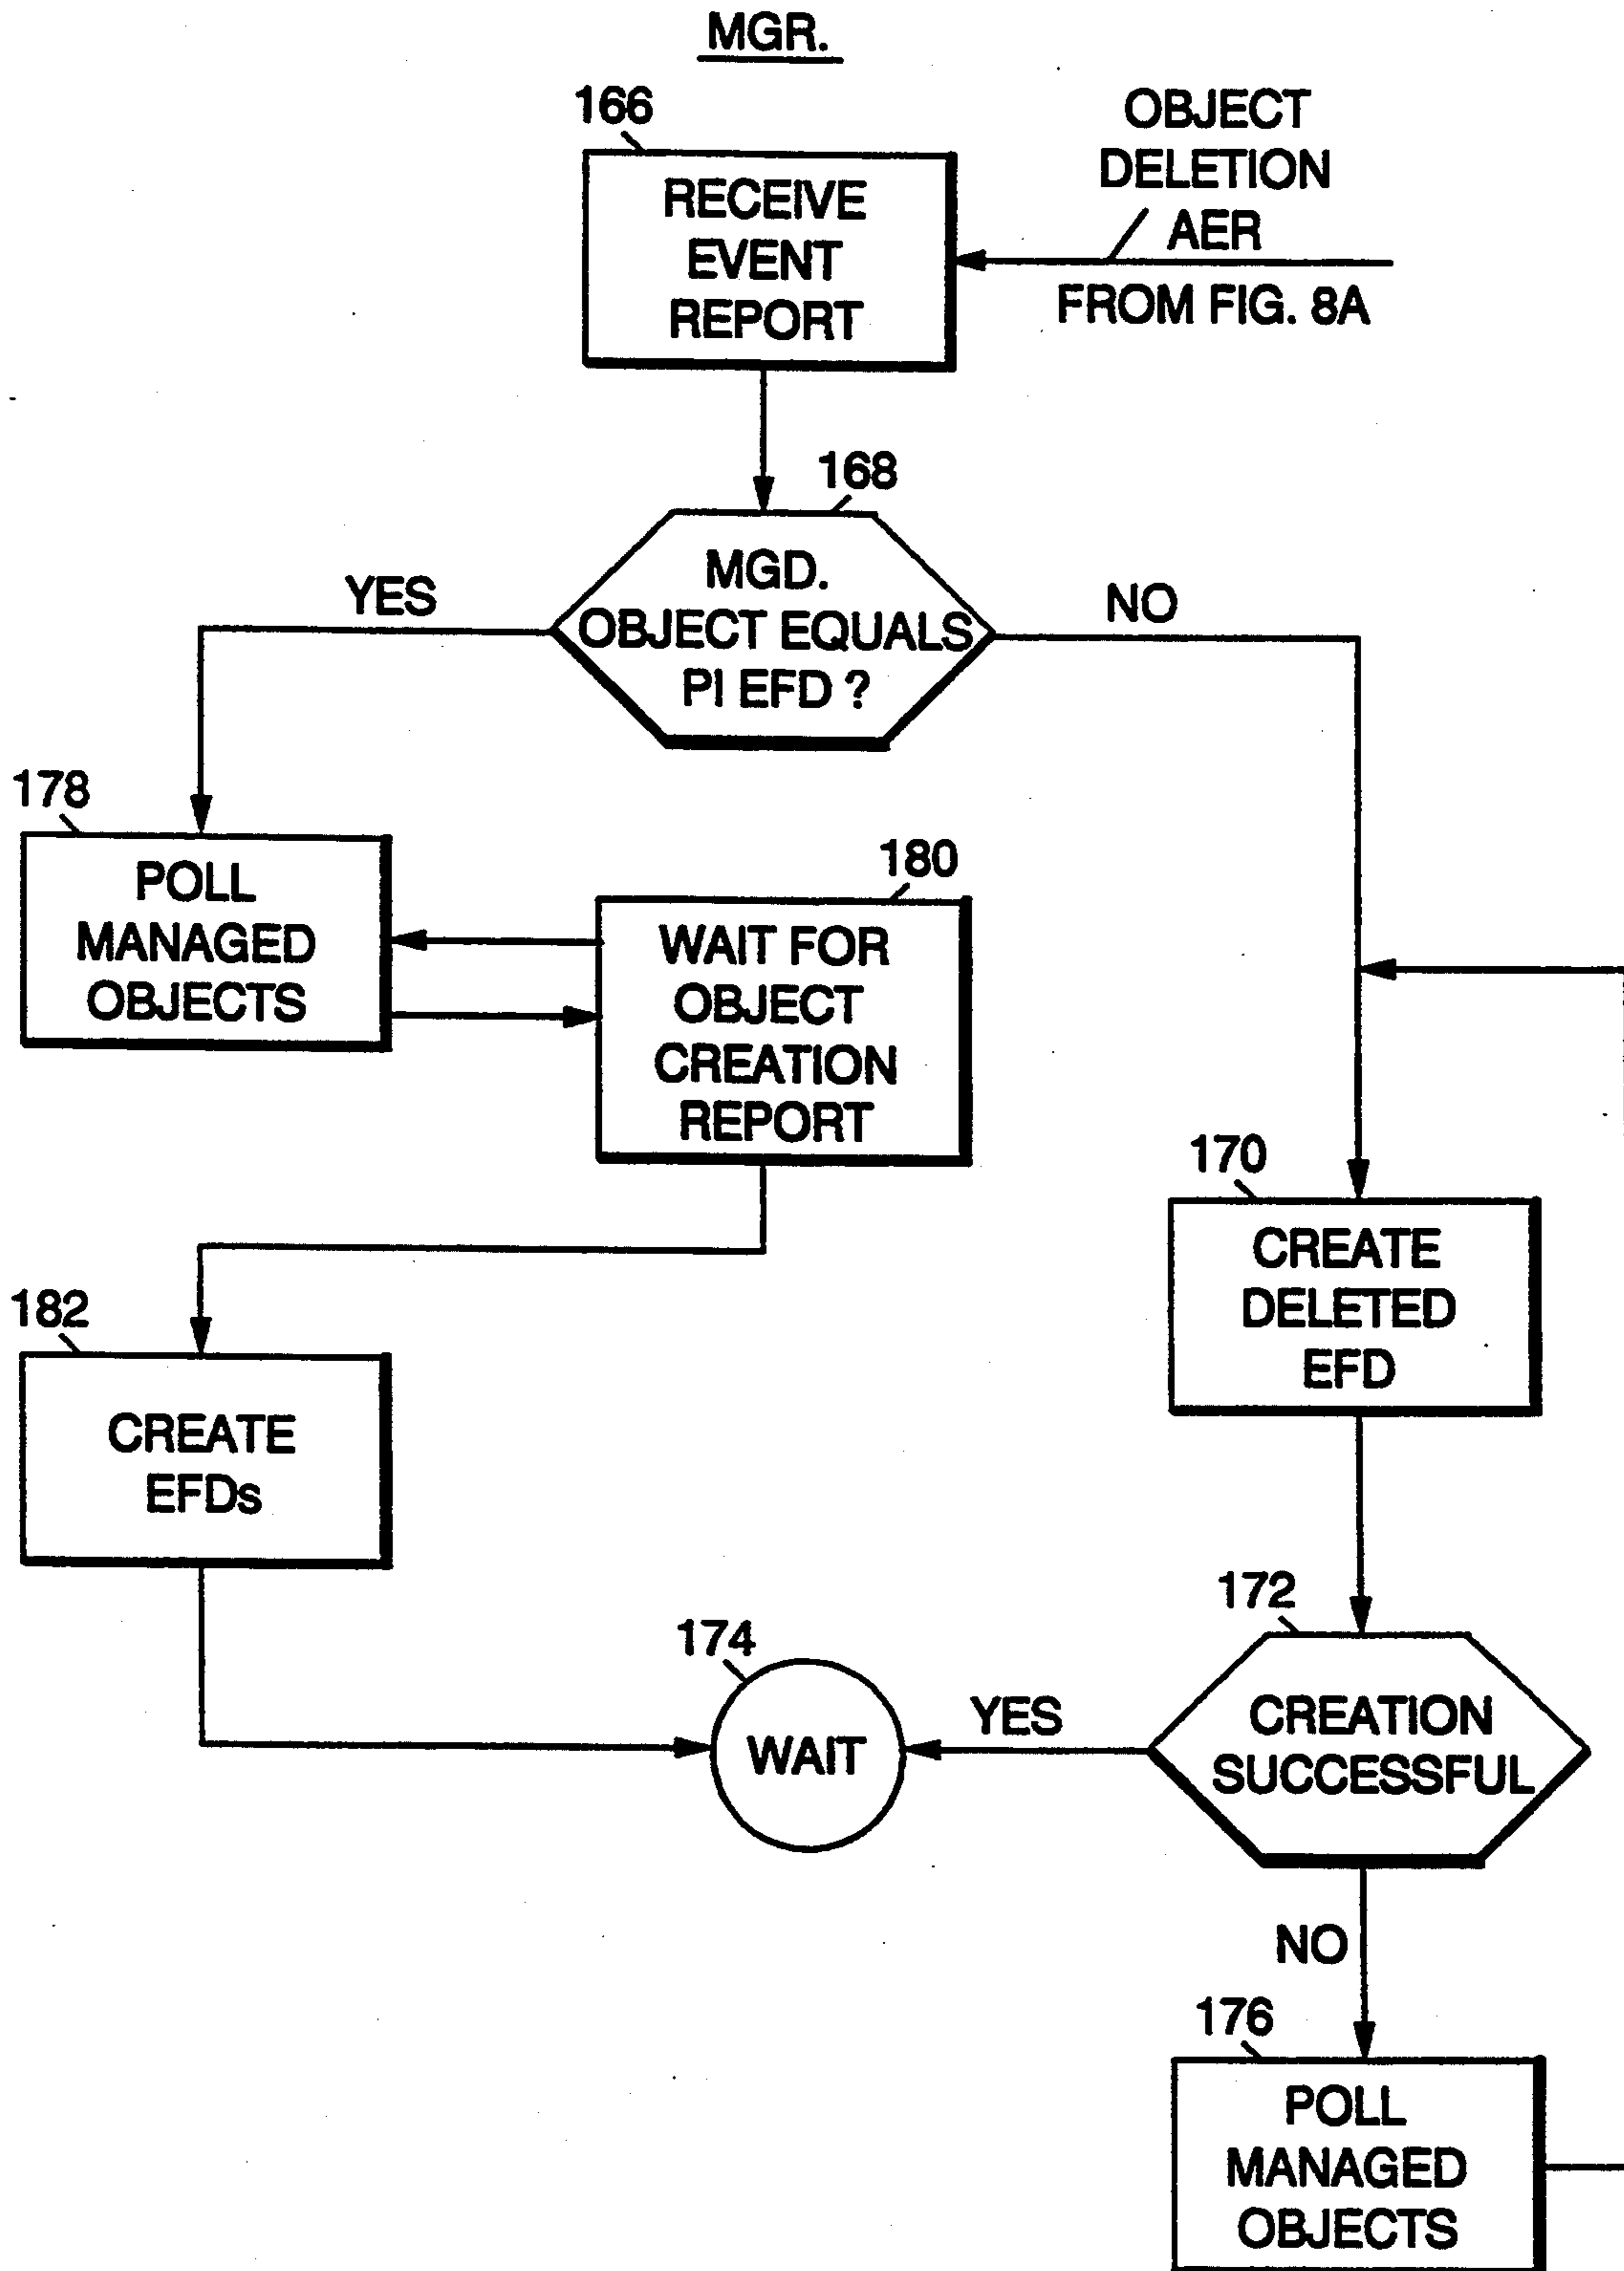 MGR.
166
OBJECT
DELETION
AER
FROM FIG. 8A
RECEIVE
EVENT
REPORT
168
MGD.
OBJECT EQUALS
PI EFD ?
YES
NO
178
POLL
MANAGED
OBJECTS
180
WAIT FOR
OBJECT
CREATION
REPORT
170
CREATE
DELETED
EFD
182
CREATE
EFDs
172
CREATION
SUCCESSFUL
174
WAIT
YES
NO
176
POLL
MANAGED
OBJECTS